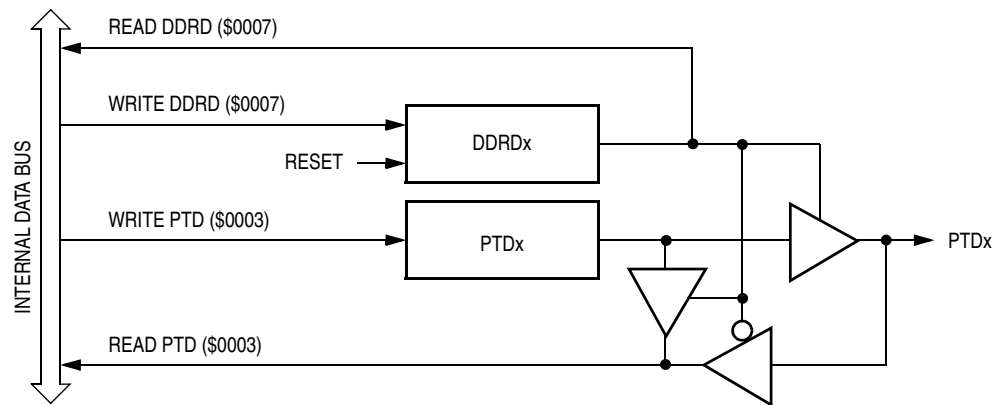 READ DDRD ($0007)
WRITE DDRD ($0007)
DDRDx
RESET
WRITE PTD ($0003)
PTDx
PTDx
READ PTD ($0003)
INTERNAL DATA BUS